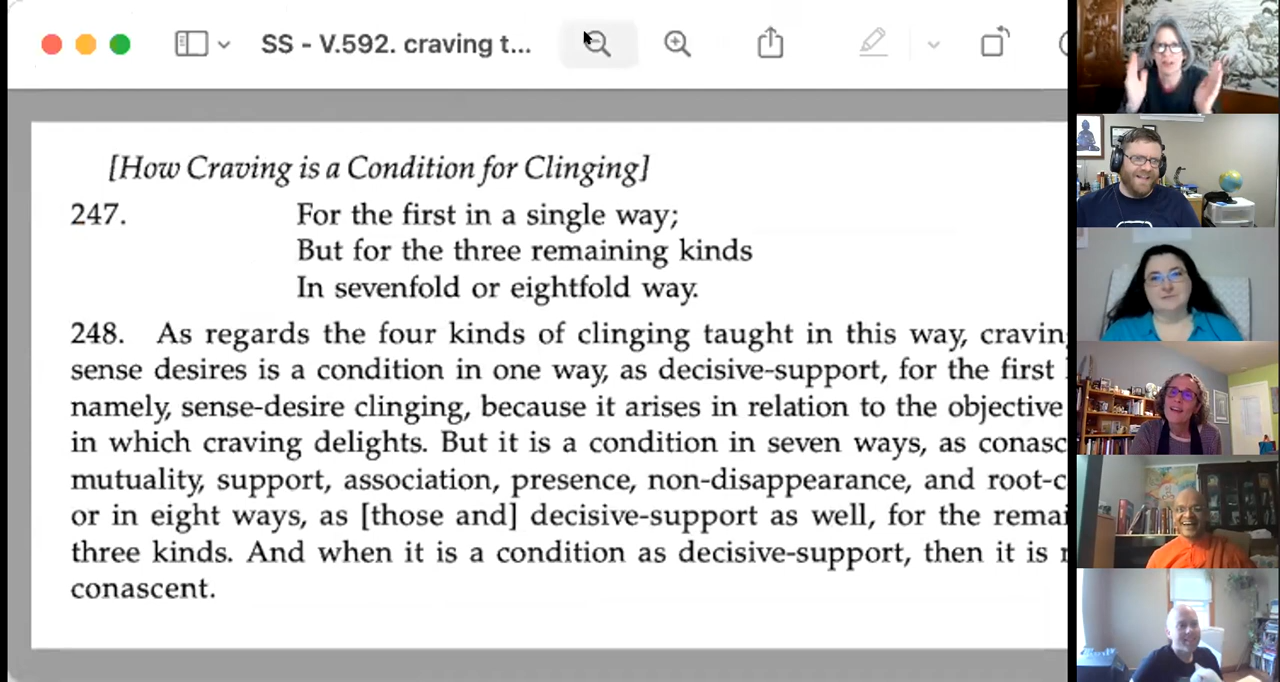 SS - V.592. craving t...
[How Craving is a Condition for Clinging]
247. For the first in a single way;
But for the three remaining kinds
In sevenfold or eightfold way.
248. As regards the four kinds of clinging taught in this way, craving
sense desires is a condition in one way, as decisive-support, for the first
namely, sense-desire clinging, because it arises in relation to the objective
in which craving delights. But it is a condition in seven ways, as conasc
mutuality, support, association, presence, non-disappearance, and root-c
or in eight ways, as [those and] decisive-support as well, for the remai
three kinds. And when it is a condition as decisive-support, then it is
conascent.